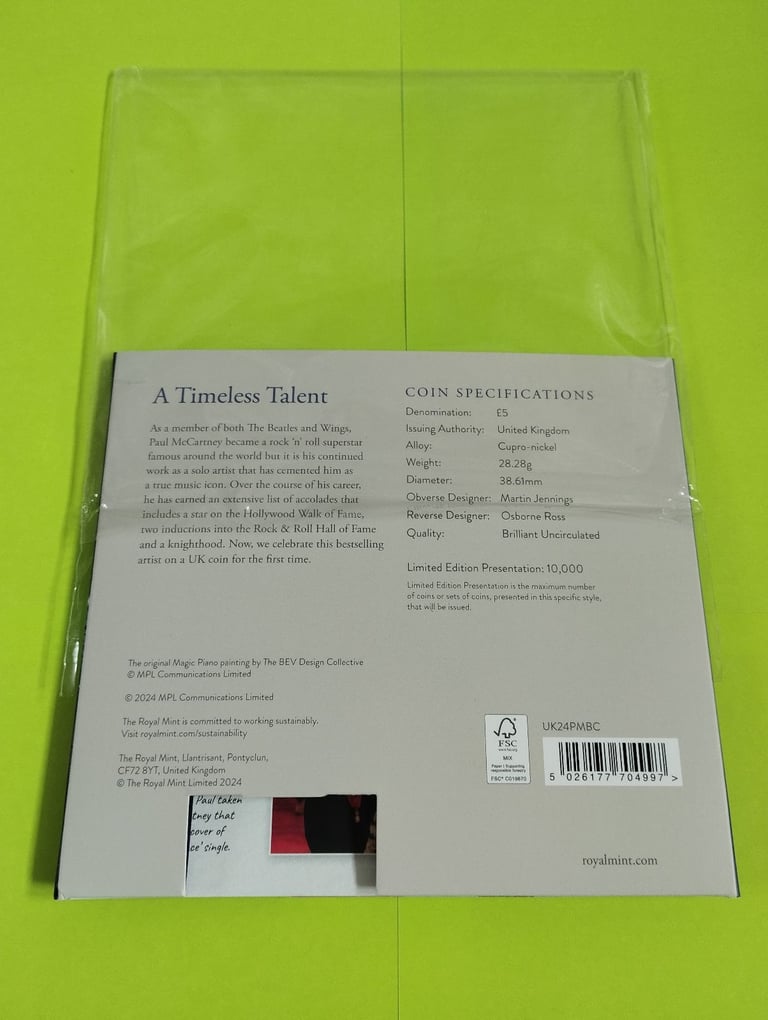 A Timeless Talent
As a member of both The Beatles and Wings,
Paul McCartney became a rock 'n' roll superstar
famous around the world but it is his continued
work as a solo artist that has cemented him as
a true music icon. Over the course of his career,
he has earned an extensive list of accolades that
includes a star on the Hollywood Walk of Fame,
two inductions into the Rock & Roll Hall of Fame
and a knighthood. Now, we celebrate this bestselling
artist on a UK coin for the first time.
COIN SPECIFICATIONS
Denomination: £5
Issuing Authority: United Kingdom
Alloy: Cupro-nickel
Weight: 28.28g
Diameter: 38.61mm
Obverse Designer: Martin Jennings
Reverse Designer: Osborne Ross
Quality: Brilliant Uncirculated
Limited Edition Presentation: 10,000
Limited Edition Presentation is the maximum number
of coins or sets of coins, presented in this specific style,
that will be issued.
The original Magic Piano painting by The BEV Design Collective
© MPL Communications Limited
© 2024 MPL Communications Limited
The Royal Mint is committed to working sustainably.
Visit royalmint.com/sustainability
The Royal Mint, Llantrisant, Pontyclun,
CF72 8YT, United Kingdom
© The Royal Mint Limited 2024
Paul taken
tney that
cover of
ce' single.
FSC
www.fsc.org
MIX
Paper | Supporting
responsible forestry
FSC® C019870
UK24PMBC
5 026177 704997 >
royalmint.com